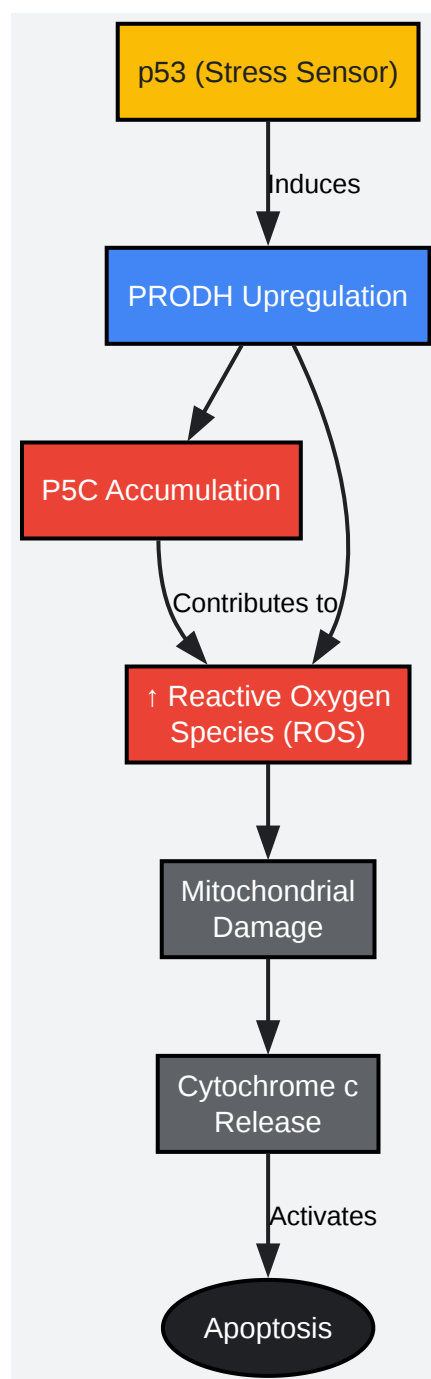 p53 (Stress Sensor)
Induces
PRODH Upregulation
P5C Accumulation
Contributes to
↑ Reactive Oxygen
Species (ROS)
Mitochondrial
Damage
Cytochrome c
Release
Activates
Apoptosis